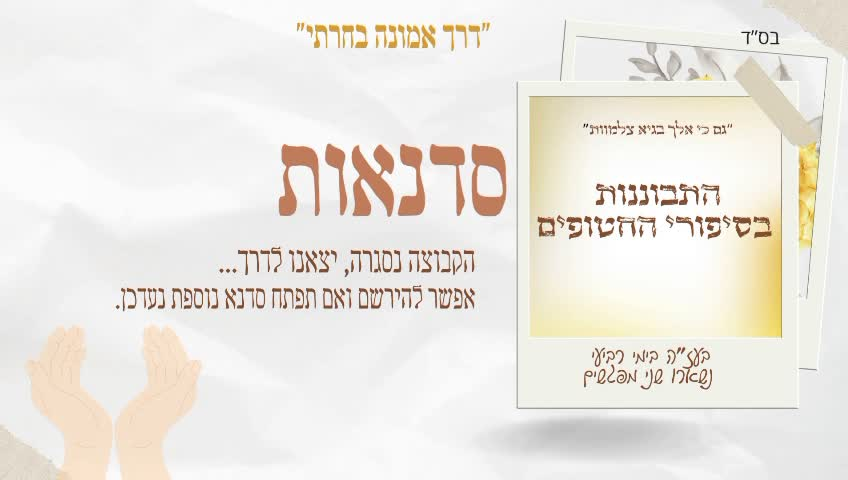 בס"ד
"דרך אמונה בחרתי"
סדנאות
הקבוצה נסגרה, יצאנו לדרך...
אפשר להירשם ואם תפתח סדנא נוספת נעדכן.
"גם כי אלך בגיא צלמוות"
התבוננות
בסיפורי החטופים
בעז"ה בימי רביעי
נשארו שני מפגשים